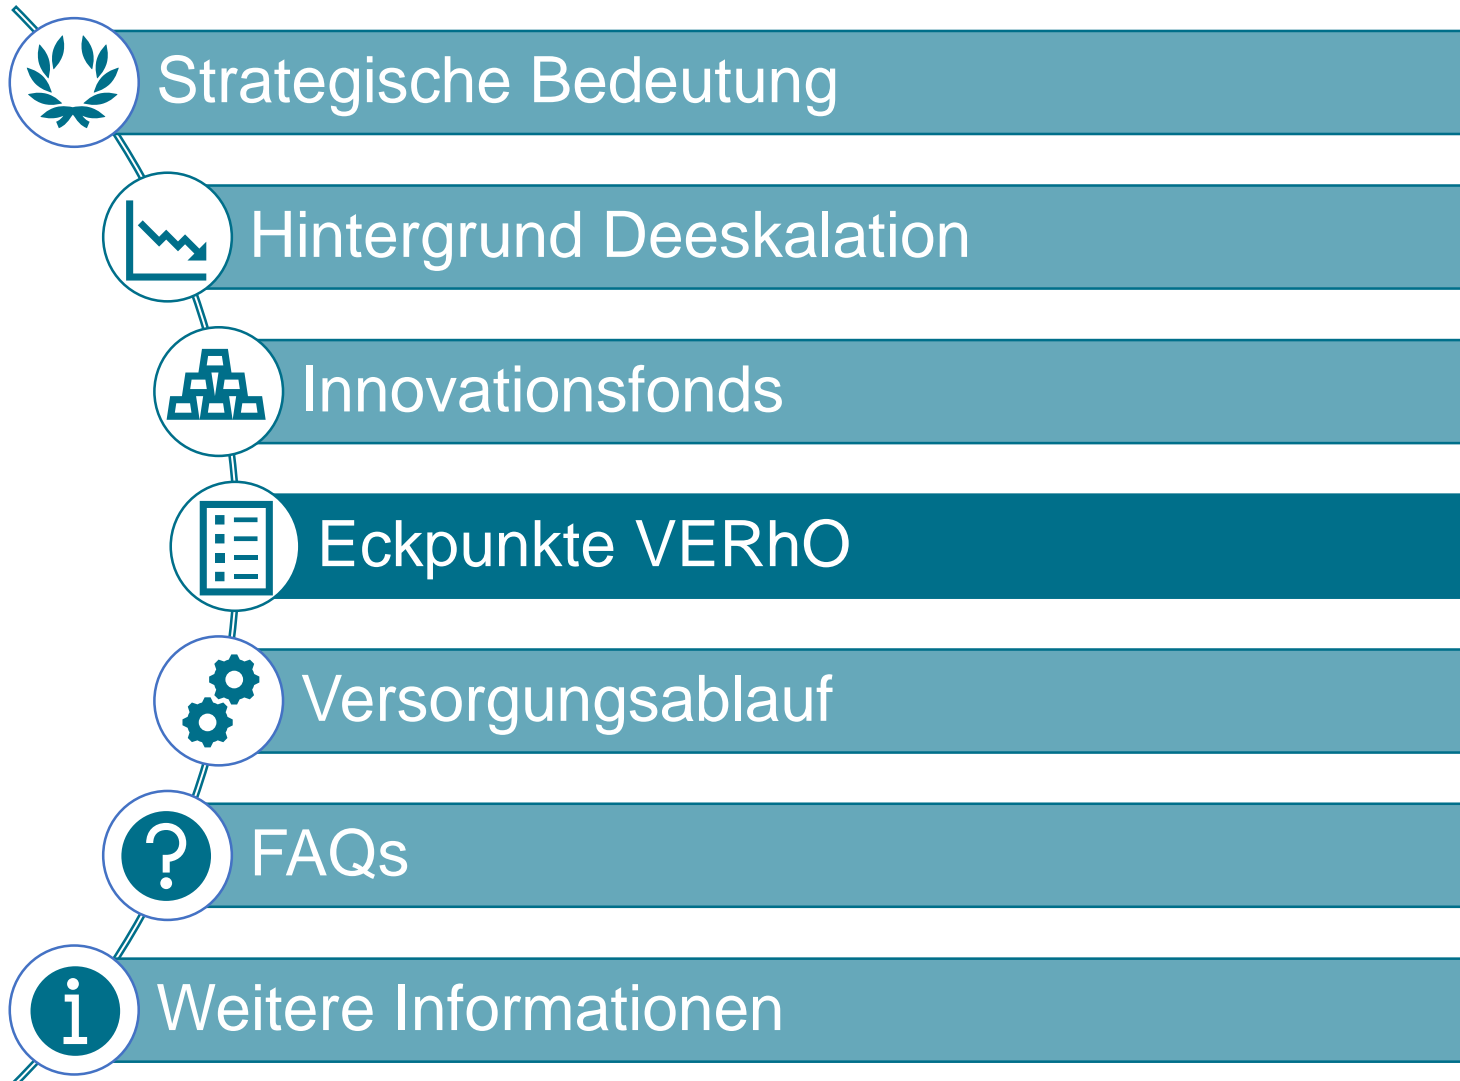 Strategische Bedeutung
Hintergrund Deeskalation
Innovationsfonds
Eckpunkte VERhO
Versorgungsablauf
FAQs
Weitere Informationen